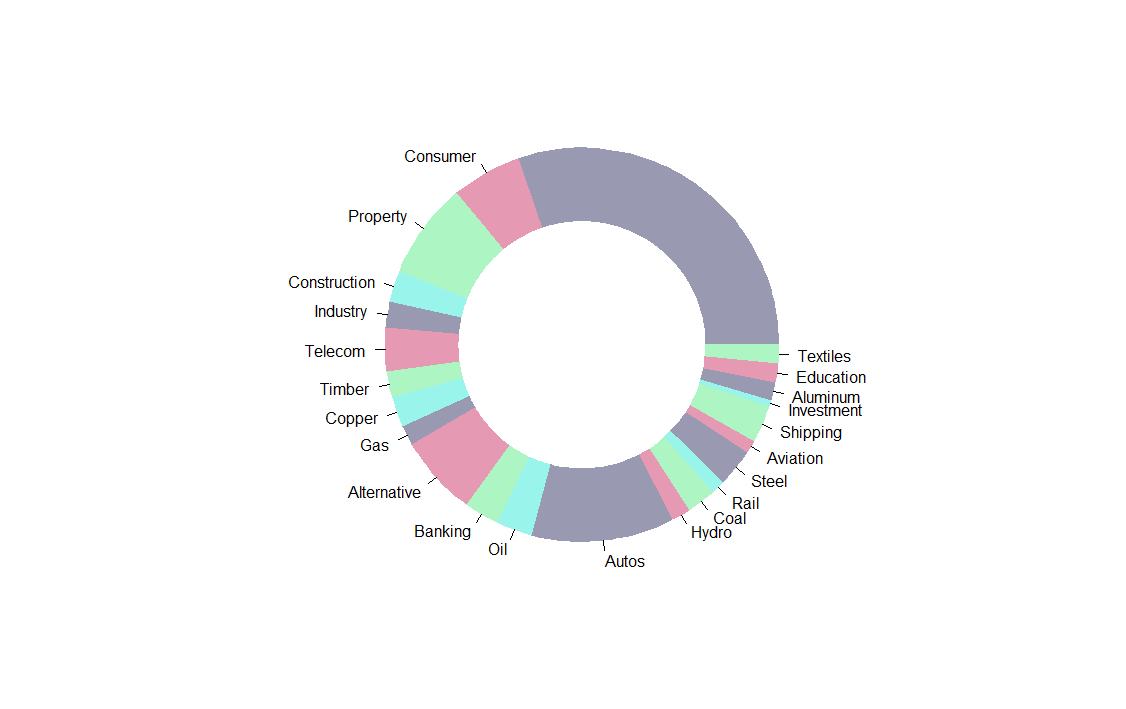 Consumer
Property
Construction
Industry
Telecom
Timber
Copper
Gas
Alternative
Banking
Oil
Autos
Hydro
Coal
Rail
Steel
Aviation
Shipping
Investment
Aluminum
Education
Textiles